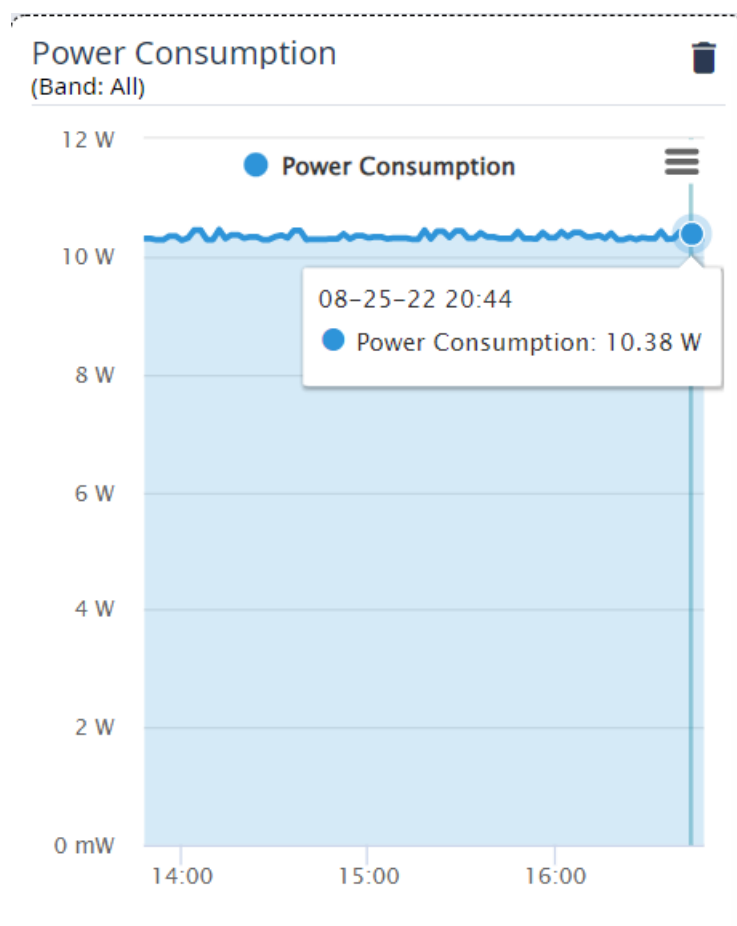 Power Consumption
(Band: All)
12 W
Power Consumption
10 W
08-25-22 20:44
Power Consumption: 10.38 W
8 W
6 W
4 W
2 W
0 mW
14:00 15:00 16:00